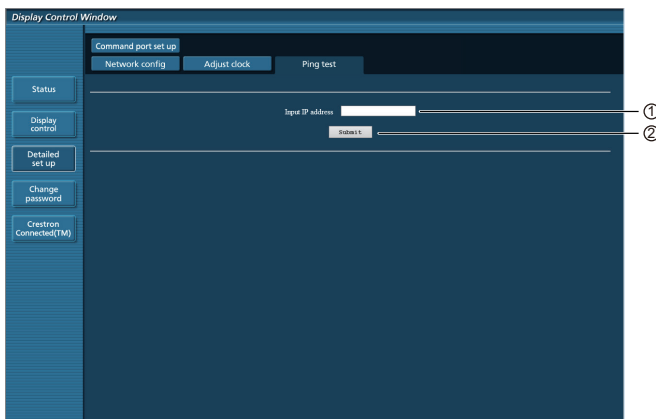 Display Control Window
Command port set up
Network config
Adjust clock
Ping test
Status
Input IP address
①
Submit
②
Display
control
Detailed
set up
Change
password
Crestron
Connected(TM)